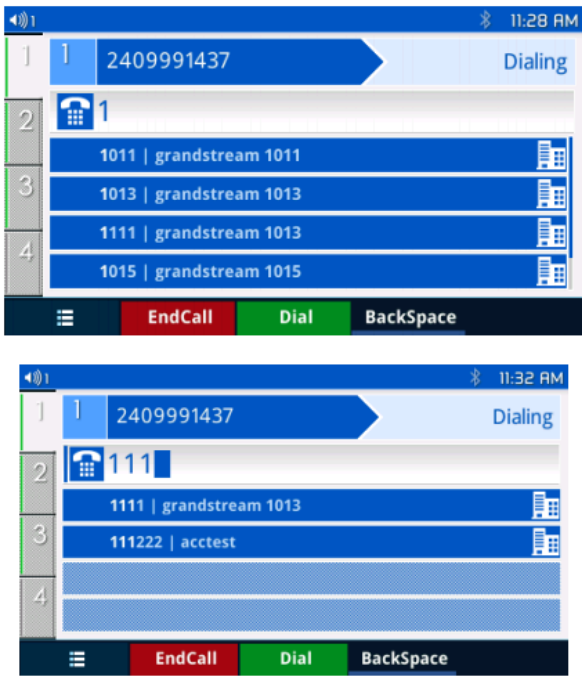 1 11:28 AM
1 1 2409991437 Dialing
2 1
1011 | grandstream 1011
3 1013 | grandstream 1013
1111 | grandstream 1013
4 1015 | grandstream 1015
EndCall Dial BackSpace
1 11:32 AM
1 1 2409991437 Dialing
2 111
1111 | grandstream 1013
3 111222 | acctest
4
EndCall Dial BackSpace